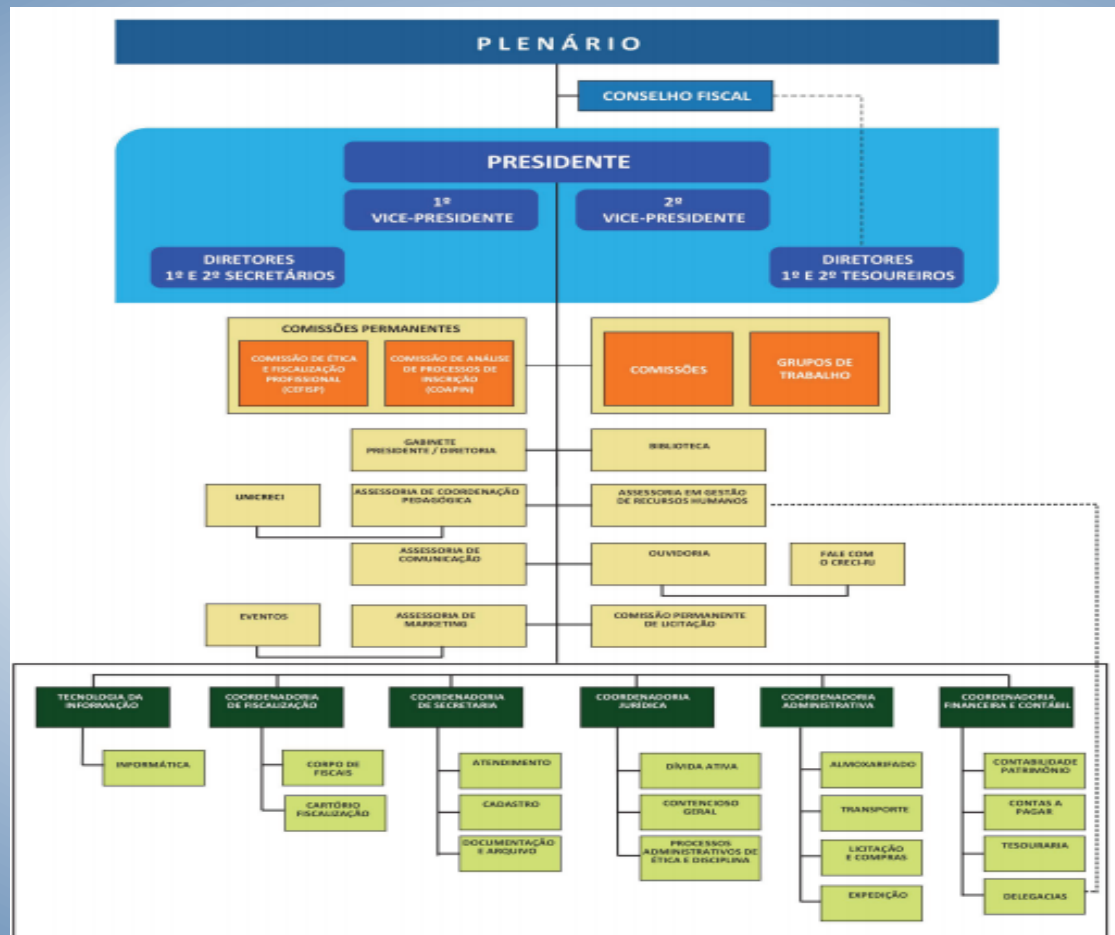 PLENÁRIO
CONSELHO FISCAL
PRESIDENTE
1º
VICE-PRESIDENTE
2º
VICE-PRESIDENTE
DIRETORES
1º E 2º SECRETÁRIOS
DIRETORES
1º E 2º TESOUREIROS
COMISSÕES PERMANENTES
COMISSÃO DE ÉTICA
E FISCALIZAÇÃO
PROFISSIONAL
(CEFISP)
COMISSÃO DE ANÁLISE
DE PROCESSOS DE
INSCRIÇÃO
(COAPIN)
COMISSÕES
GRUPOS DE
TRABALHO
GABINETE
PRESIDENTE / DIRETORIA
BIBLIOTECA
UNICRECI
ASSESSORIA DE COORDENAÇÃO
PEDAGÓGICA
ASSESSORIA EM GESTÃO
DE RECURSOS HUMANOS
ASSESSORIA DE
COMUNICAÇÃO
OUVIDORIA
FALE COM
O CRECI-RJ
EVENTOS
ASSESSORIA DE
MARKETING
COMISSÃO PERMANENTE
DE LICITAÇÃO
TECNOLOGIA DA
INFORMAÇÃO
COORDENADORIA
DE FISCALIZAÇÃO
COORDENADORIA
DE SECRETARIA
COORDENADORIA
JURÍDICA
COORDENADORIA
ADMINISTRATIVA
COORDENADORIA
FINANCEIRA E CONTÁBIL
INFORMÁTICA
CORPO DE
FISCAIS
CARTÓRIO
FISCALIZAÇÃO
ATENDIMENTO
CADASTRO
DOCUMENTAÇÃO
E ARQUIVO
DÍVIDA ATIVA
CONTENCIOSO
GERAL
PROCESSOS
ADMINISTRATIVOS DE
ÉTICA E DISCIPLINA
ALMOXARIFADO
TRANSPORTE
LICITAÇÃO
E COMPRAS
EXPEDIÇÃO
CONTABILIDADE
PATRIMÔNIO
CONTAS A
PAGAR
TESOURARIA
DELEGACIAS